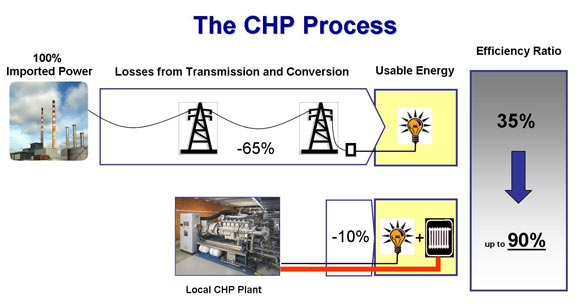 The CHP Process
Efficiency Ratio
100%
Imported Power
Losses from Transmission and Conversion
Usable Energy
-65%
35%
-10%
+
up to 90%
Local CHP Plant